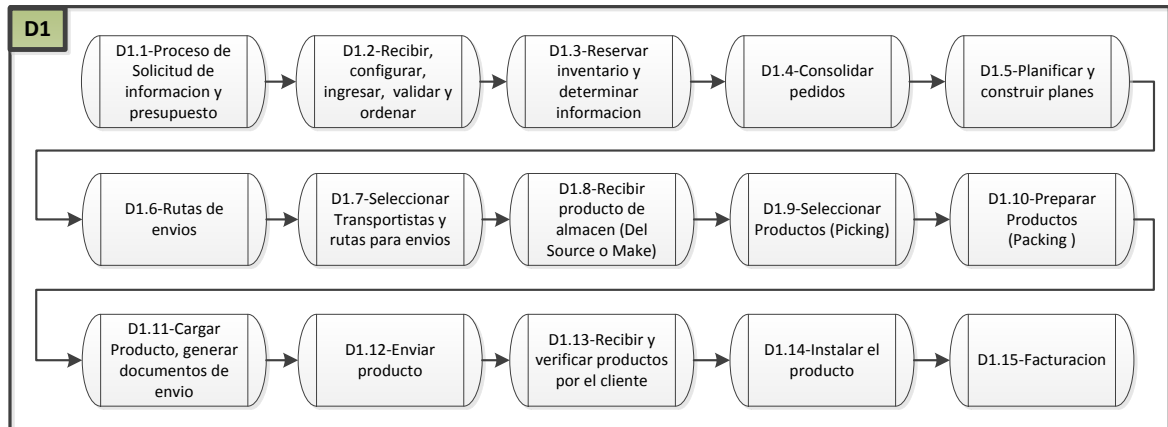 D1
D1.1-Proceso de
Solicitud de
informacion y
presupuesto
D1.2-Recibir,
configurar,
ingresar, validar y
ordenar
D1.3-Reservar
inventario y
determinar
informacion
D1.4-Consolidar
pedidos
D1.5-Planificar y
construir planes
D1.6-Rutas de
envios
D1.7-Seleccionar
Transportistas y
rutas para envios
D1.8-Recibir
producto de
almacen (Del
Source o Make)
D1.9-Seleccionar
Productos (Picking)
D1.10-Preparar
Productos
(Packing )
D1.11-Cargar
Producto, generar
documentos de
envio
D1.12-Enviar
producto
D1.13-Recibir y
verificar productos
por el cliente
D1.14-Instalar el
producto
D1.15-Facturacion